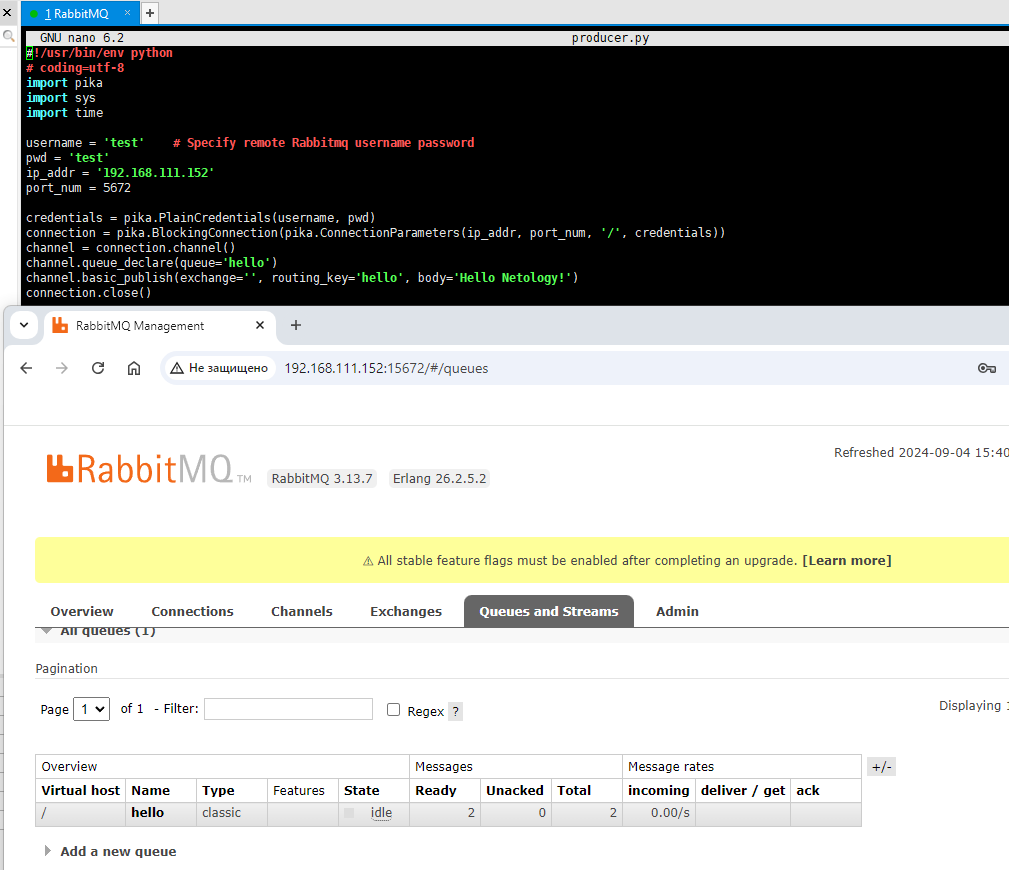 1 RabbitMQ
GNU nano 6.2 producer.py
#!/usr/bin/env python
# coding=utf-8
import pika
import sys
import time
username = 'test' # Specify remote Rabbitmq username password
pwd = 'test'
ip_addr = '192.168.111.152'
port_num = 5672
credentials = pika.PlainCredentials(username, pwd)
connection = pika.BlockingConnection(pika.ConnectionParameters(ip_addr, port_num, '/', credentials))
channel = connection.channel()
channel.queue_declare(queue='hello')
channel.basic_publish(exchange='', routing_key='hello', body='Hello Netology!')
connection.close()
RabbitMQ Management
Не защищено 192.168.111.152:15672/#/queues
Refreshed 2024-09-04 15:40
RabbitMQ TM RabbitMQ 3.13.7 Erlang 26.2.5.2
⚠ All stable feature flags must be enabled after completing an upgrade. [Learn more]
Overview Connections Channels Exchanges Queues and Streams Admin
All queues (1)
Pagination
Page 1 of 1 - Filter: Regex ?
Displaying 1
Overview Messages Message rates +/-
Virtual host Name Type Features State Ready Unacked Total incoming deliver / get ack
/ hello classic idle 2 0 2 0.00/s
Add a new queue